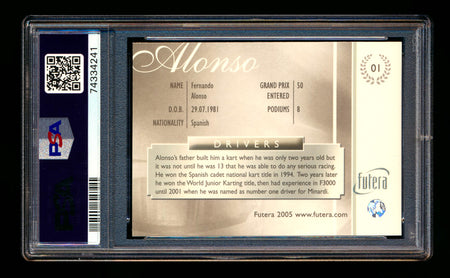 74334241
PSA
Alonso
01
NAME Fernando Alonso
GRAND PRIX ENTERED 50
D.O.B. 29.07.1981
PODIUMS 8
NATIONALITY Spanish
DRIVERS
Alonso's father built him a kart when he was only two years old but
it was not until he was 13 that he was able to do any serious racing.
He won the Spanish cadet national kart title in 1994. Two years later
he won the World Junior Karting title, then had experience in F3000
until 2001 when he was named as number one driver for Minardi.
futera
Futera 2005 www.futera.com